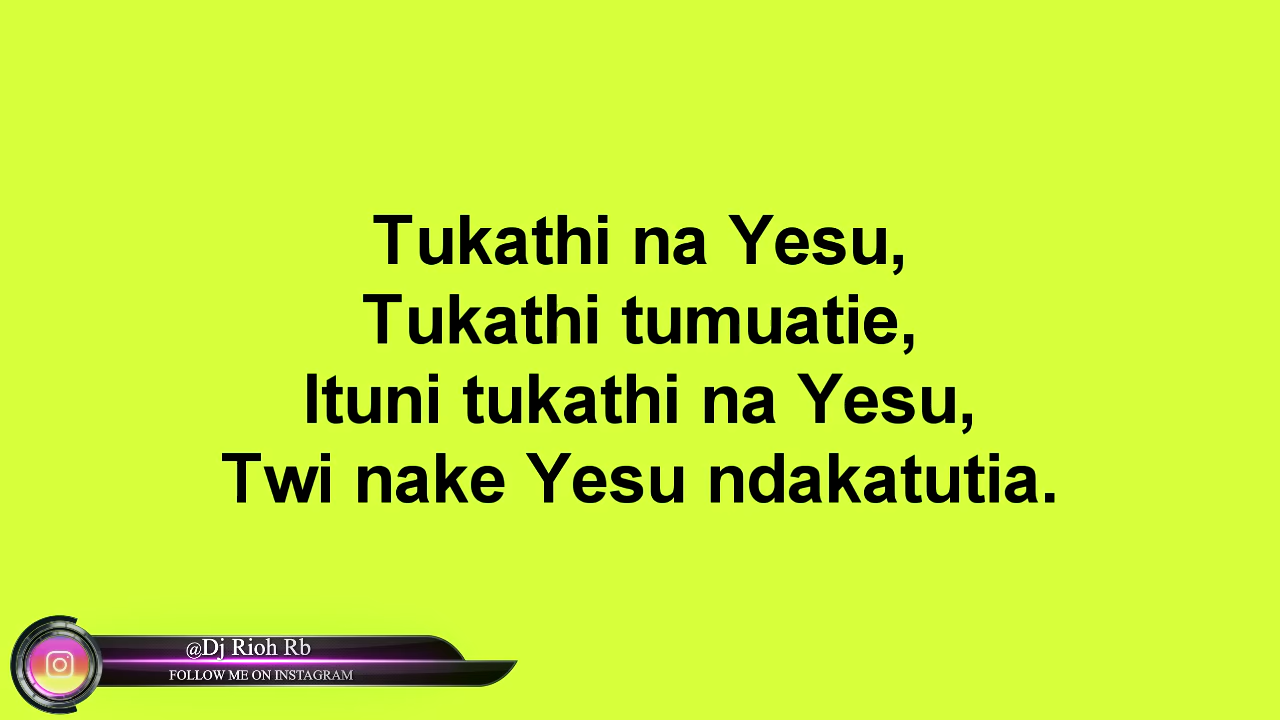 Tukathi na Yesu,
Tukathi tumuatie,
Ituni tukathi na Yesu,
Twi nake Yesu ndakatutia.
@Dj Rioh Rb
FOLLOW ME ON INSTAGRAM